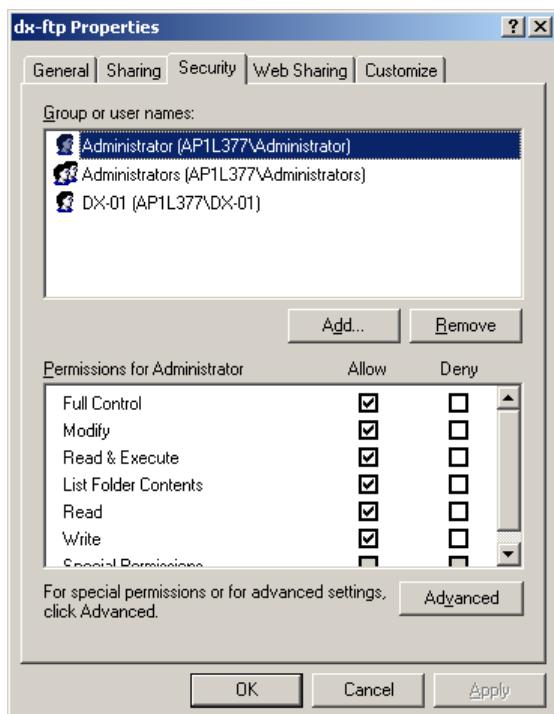 dx-ftp Properties
General Sharing Security Web Sharing Customize
Group or user names:
Administrator (AP1L377\Administrator)
Administrators (AP1L377\Administrators)
DX-01 (AP1L377\DX-01)
Add... Remove
Permissions for Administrator Allow Deny
Full Control
Modify
Read & Execute
List Folder Contents
Read
Write
Special Permissions
For special permissions or for advanced settings,
click Advanced.
Advanced
OK Cancel Apply